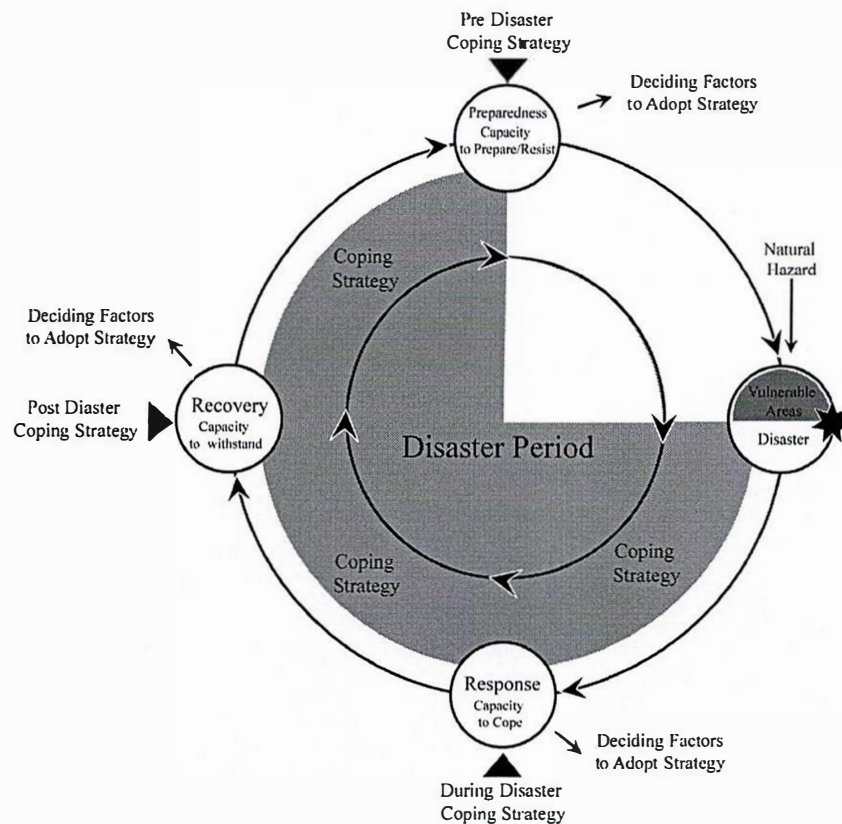 Pre Disaster
Coping Strategy
Deciding Factors
to Adopt Strategy
Preparedness
Capacity
to Prepare/Resist
Natural
Hazard
Coping
Strategy
Deciding Factors
to Adopt Strategy
Vulnerable
Areas
Disaster
Recovery
Capacity
to withstand
Post Diaster
Coping Strategy
Disaster Period
Coping
Strategy
Coping
Strategy
Response
Capacity
to Cope
Deciding Factors
to Adopt Strategy
During Disaster
Coping Strategy